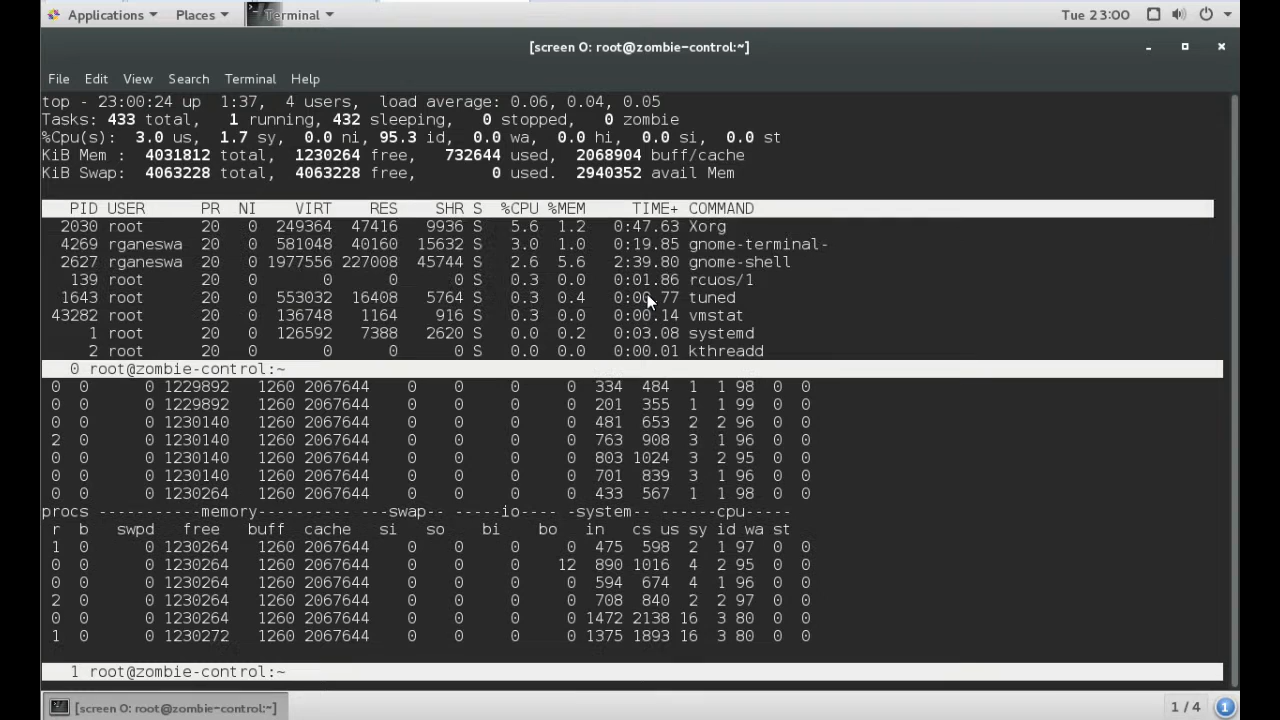 Applications Places Terminal Tue 23:00
[screen 0: root@zombie-control:~]
File Edit View Search Terminal Help
top - 23:00:24 up 1:37, 4 users, load average: 0.06, 0.04, 0.05
Tasks: 433 total, 1 running, 432 sleeping, 0 stopped, 0 zombie
%Cpu(s): 3.0 us, 1.7 sy, 0.0 ni, 95.3 id, 0.0 wa, 0.0 hi, 0.0 si, 0.0 st
KiB Mem : 4031812 total, 1230264 free, 732644 used, 2068904 buff/cache
KiB Swap: 4063228 total, 4063228 free, 0 used. 2940352 avail Mem
PID USER PR NI VIRT RES SHR S %CPU %MEM TIME+ COMMAND
2030 root 20 0 249364 47416 9936 S 5.6 1.2 0:47.63 Xorg
4269 rganeswa 20 0 581048 40160 15632 S 3.0 1.0 0:19.85 gnome-terminal-
2627 rganeswa 20 0 1977556 227008 45744 S 2.6 5.6 2:39.80 gnome-shell
139 root 20 0 0 0 0 S 0.3 0.0 0:01.86 rcuos/1
1643 root 20 0 553032 16408 5764 S 0.3 0.4 0:00.77 tuned
43282 root 20 0 136748 1164 916 S 0.3 0.0 0:00.14 vmstat
1 root 20 0 126592 7388 2620 S 0.0 0.2 0:03.08 systemd
2 root 20 0 0 0 0 S 0.0 0.0 0:00.01 kthreadd
0 root@zombie-control:~
0 0 0 1229892 1260 2067644 0 0 0 0 334 484 1 1 98 0 0
0 0 0 1229892 1260 2067644 0 0 0 0 201 355 1 1 99 0 0
0 0 0 1230140 1260 2067644 0 0 0 0 481 653 2 2 96 0 0
2 0 0 1230140 1260 2067644 0 0 0 0 763 908 3 1 96 0 0
0 0 0 1230140 1260 2067644 0 0 0 0 803 1024 3 2 95 0 0
0 0 0 1230140 1260 2067644 0 0 0 0 701 839 3 1 96 0 0
0 0 0 1230264 1260 2067644 0 0 0 0 433 567 1 1 98 0 0
procs -----------memory---------- ---swap-- -----io---- -system-- ------cpu-----
r b swpd free buff cache si so bi bo in cs us sy id wa st
1 0 0 1230264 1260 2067644 0 0 0 0 475 598 2 1 97 0 0
0 0 0 1230264 1260 2067644 0 0 0 12 890 1016 4 2 95 0 0
0 0 0 1230264 1260 2067644 0 0 0 0 594 674 4 1 96 0 0
2 0 0 1230264 1260 2067644 0 0 0 0 708 840 2 2 97 0 0
0 0 0 1230264 1260 2067644 0 0 0 0 1472 2138 16 3 80 0 0
1 0 0 1230272 1260 2067644 0 0 0 0 1375 1893 16 3 80 0 0
1 root@zombie-control:~
[screen 0: root@zombie-control:~] 1 / 4 1